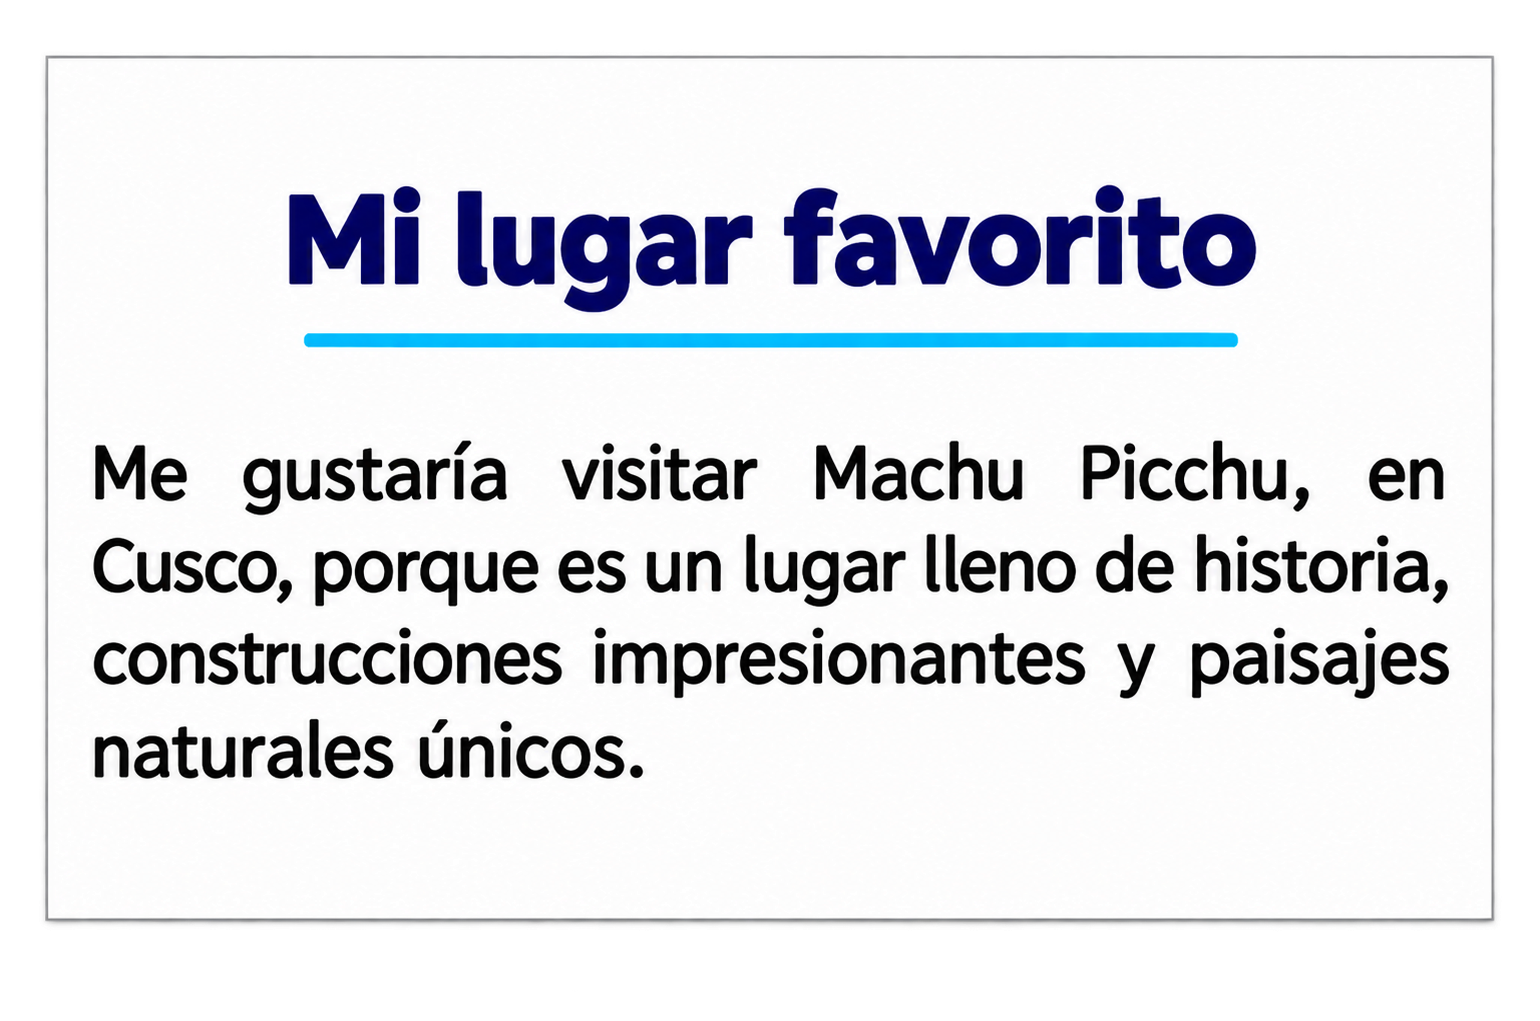 Mi lugar favorito
Me gustaría visitar Machu Picchu, en
Cusco, porque es un lugar lleno de historia,
construcciones impresionantes y paisajes
naturales únicos.